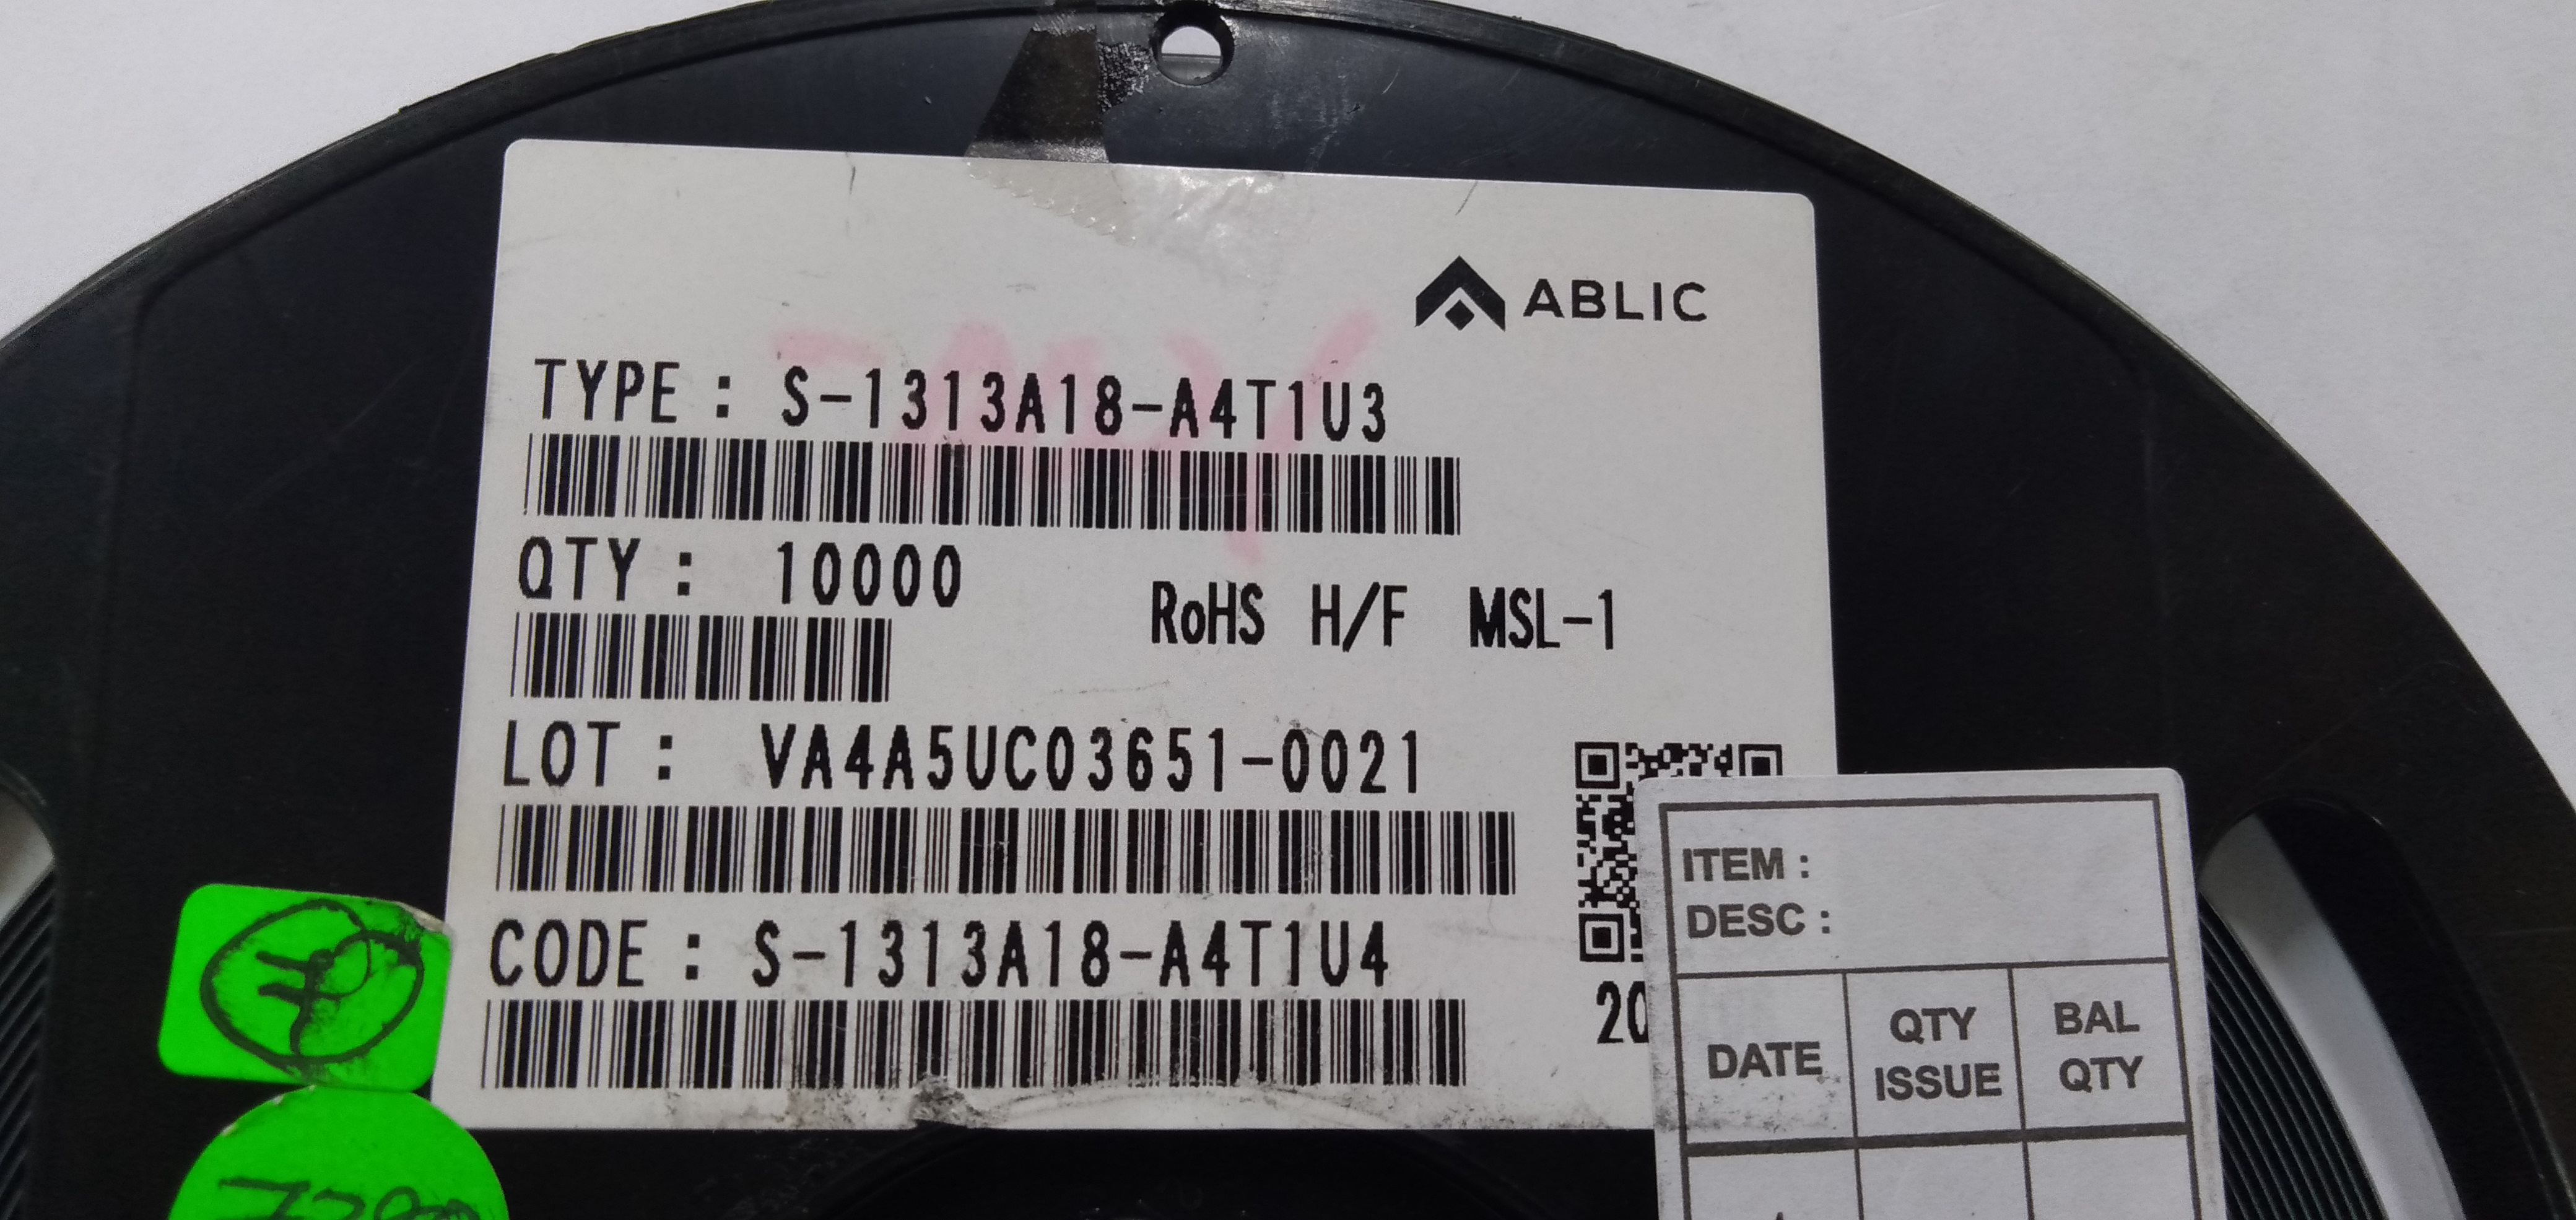 ABLIC
TYPE : S-1313A18-A4T1U3
QTY : 10000
RoHS H/F MSL-1
LOT : VA4A5UC03651-0021
CODE : S-1313A18-A4T1U4
20
ITEM :
DESC :
DATE
QTY ISSUE
BAL QTY